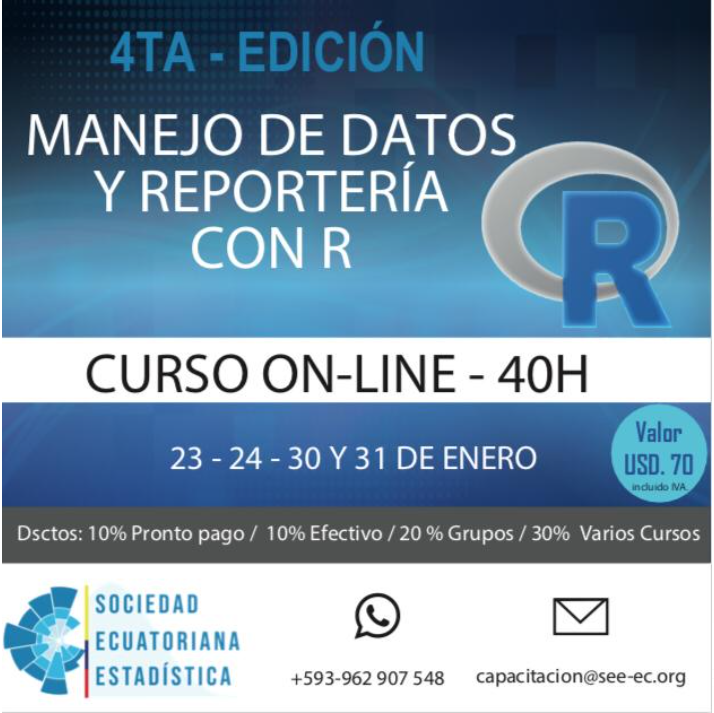 4TA - EDICIÓN
MANEJO DE DATOS
Y REPORTERÍA
CON R
R
CURSO ON-LINE - 40H
23 - 24 - 30 Y 31 DE ENERO
Valor
USD. 70
incluido IVA.
Dsctos: 10% Pronto pago / 10% Efectivo / 20 % Grupos / 30% Varios Cursos
SOCIEDAD
ECUATORIANA
ESTADÍSTICA
+593-962 907 548
capacitacion@see-ec.org